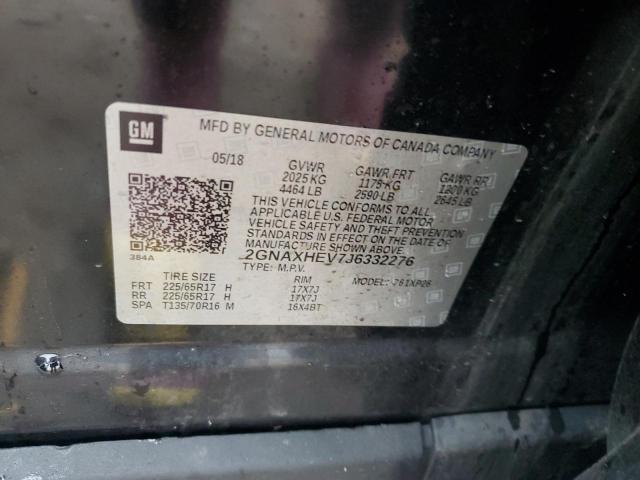 GM
MFD BY GENERAL MOTORS OF CANADA COMPANY
05/18 GVWR GAWR FRT GAWR RR
2025 KG 1175 KG 1200 KG
4464 LB 2590 LB 2645 LB
THIS VEHICLE CONFORMS TO ALL
APPLICABLE U.S. FEDERAL MOTOR
VEHICLE SAFETY AND THEFT PREVENTION
STANDARDS IN EFFECT ON THE DATE OF
MANUFACTURE SHOWN ABOVE.
384A 2GNAXHEV7J6332276
TYPE: M.P.V.
TIRE SIZE RIM MODEL:
FRT 225/65R17 H 17X7J
RR 225/65R17 H 17X7J
SPA T135/70R16 M 16X4BT